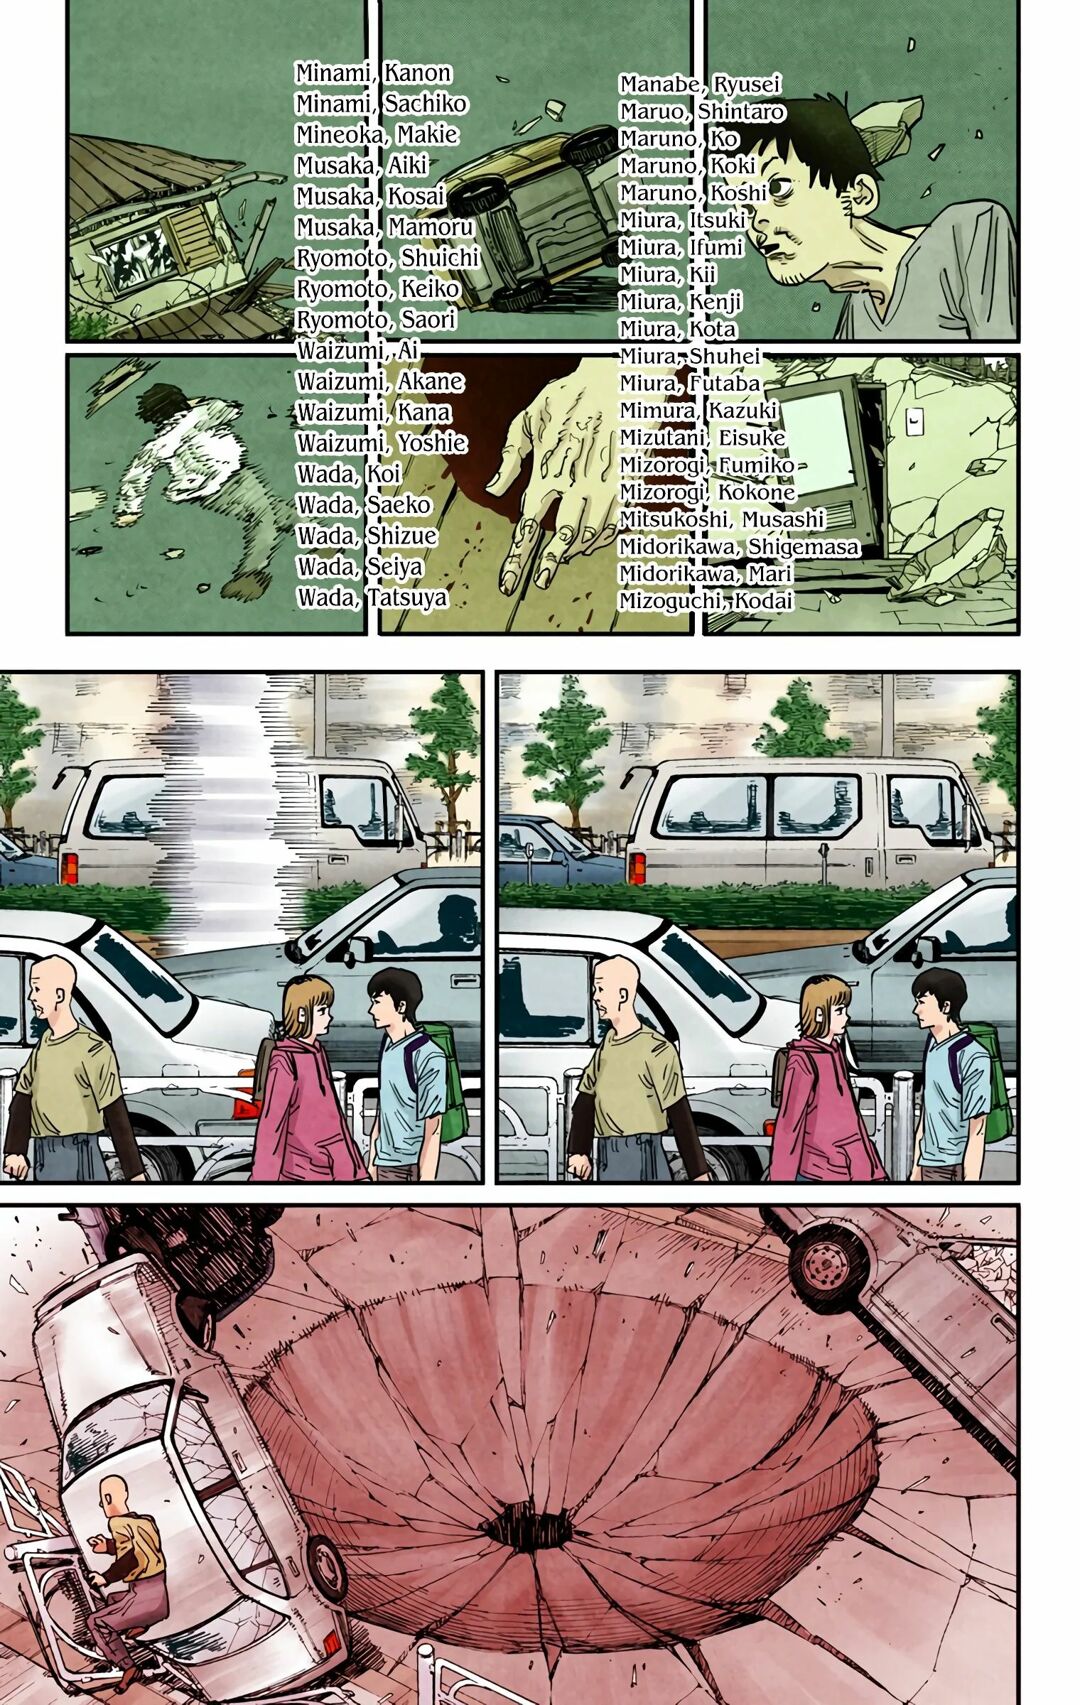 Minami, Kanon
Minami, Sachiko
Mineoka, Makie
Musaka, Aiki
Musaka, Kosai
Musaka, Mamoru
Ryomoto, Shuichi
Ryomoto, Keiko
Ryomoto, Saori
Waizumi, Ai
Waizumi, Akane
Waizumi, Kana
Waizumi, Yoshie
Wada, Koi
Wada, Saeko
Wada, Shizue
Wada, Seiya
Wada, Tatsuya
Manabe, Ryusei
Maruo, Shintaro
Maruno, Ko
Maruno, Koki
Maruno, Koshi
Miura, Itsuki
Miura, Ifumi
Miura, Kii
Miura, Kenji
Miura, Kota
Miura, Shuhei
Miura, Futaba
Mimura, Kazuki
Mizutani, Eisuke
Mizorogi, Fumiko
Mizorogi, Kokone
Mitsukoshi, Musashi
Midorikawa, Shigemasa
Midorikawa, Mari
Mizoguchi, Kodai